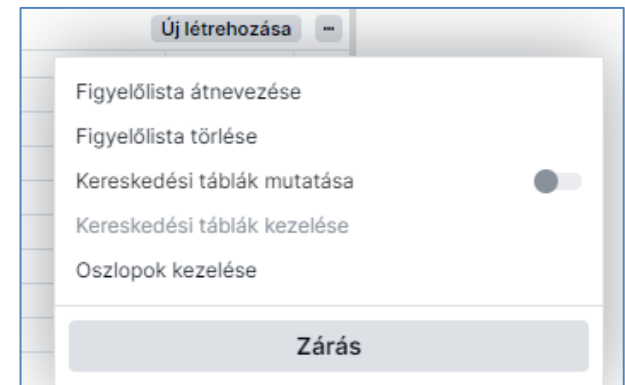 Új létrehozása ···
Figyelőlista átnevezése
Figyelőlista törlése
Kereskedési táblák mutatása
Kereskedési táblák kezelése
Oszlopok kezelése
Zárás